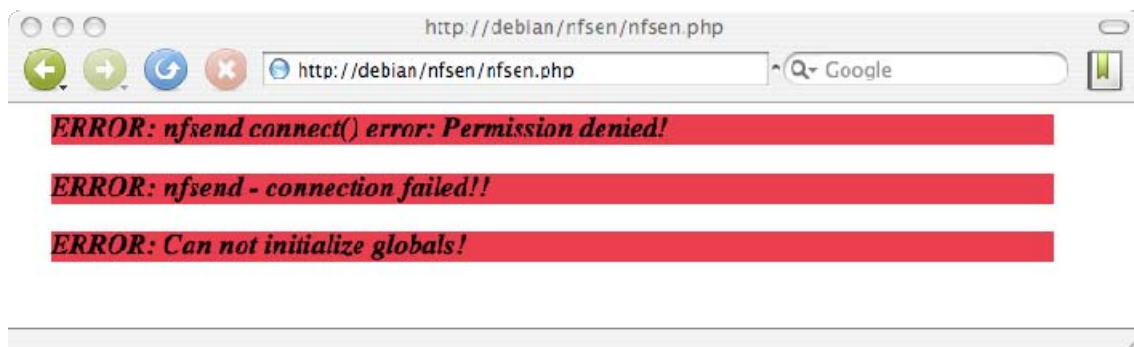 http://debian/nfsen/nfsen.php
http://debian/nfsen/nfsen.php
Google
ERROR: nfsend connect() error: Permission denied!
ERROR: nfsend - connection failed!!
ERROR: Can not initialize globals!